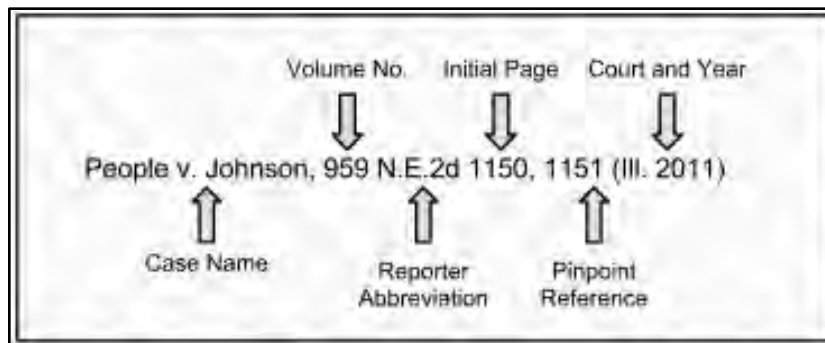 Volume No. Initial Page Court and Year
People v. Johnson, 959 N.E.2d 1150, 1151 (Ill. 2011)
Case Name Reporter Abbreviation Pinpoint Reference